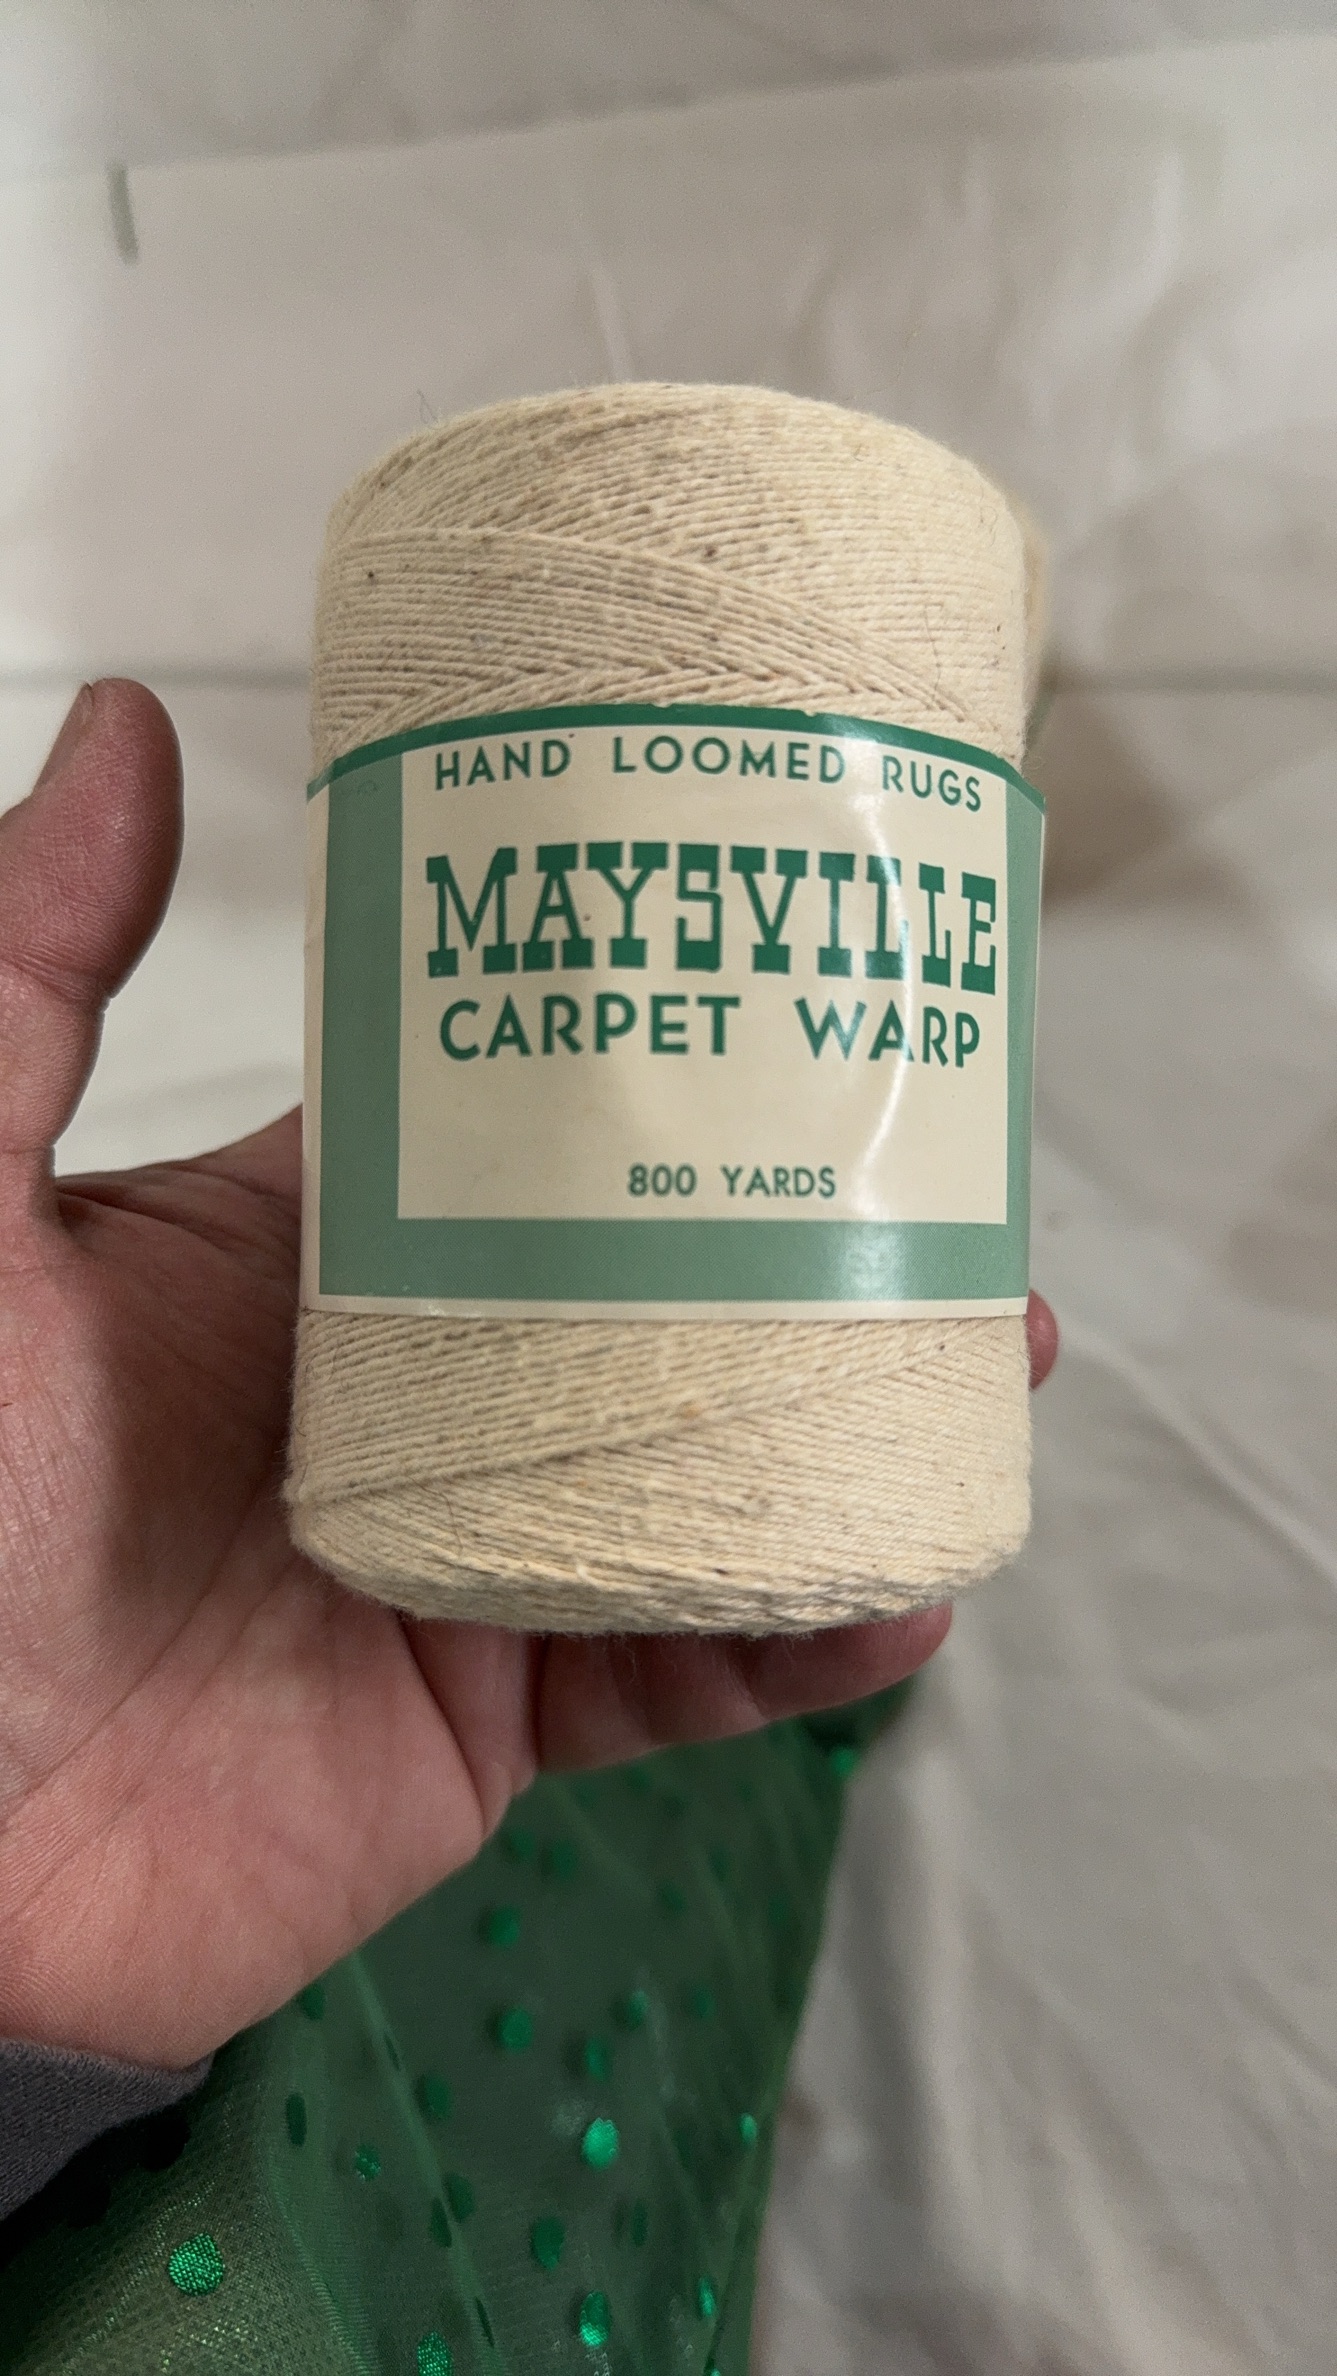 HAND LOOMED RUGS
MAYSVILLE
CARPET WARP
800 YARDS